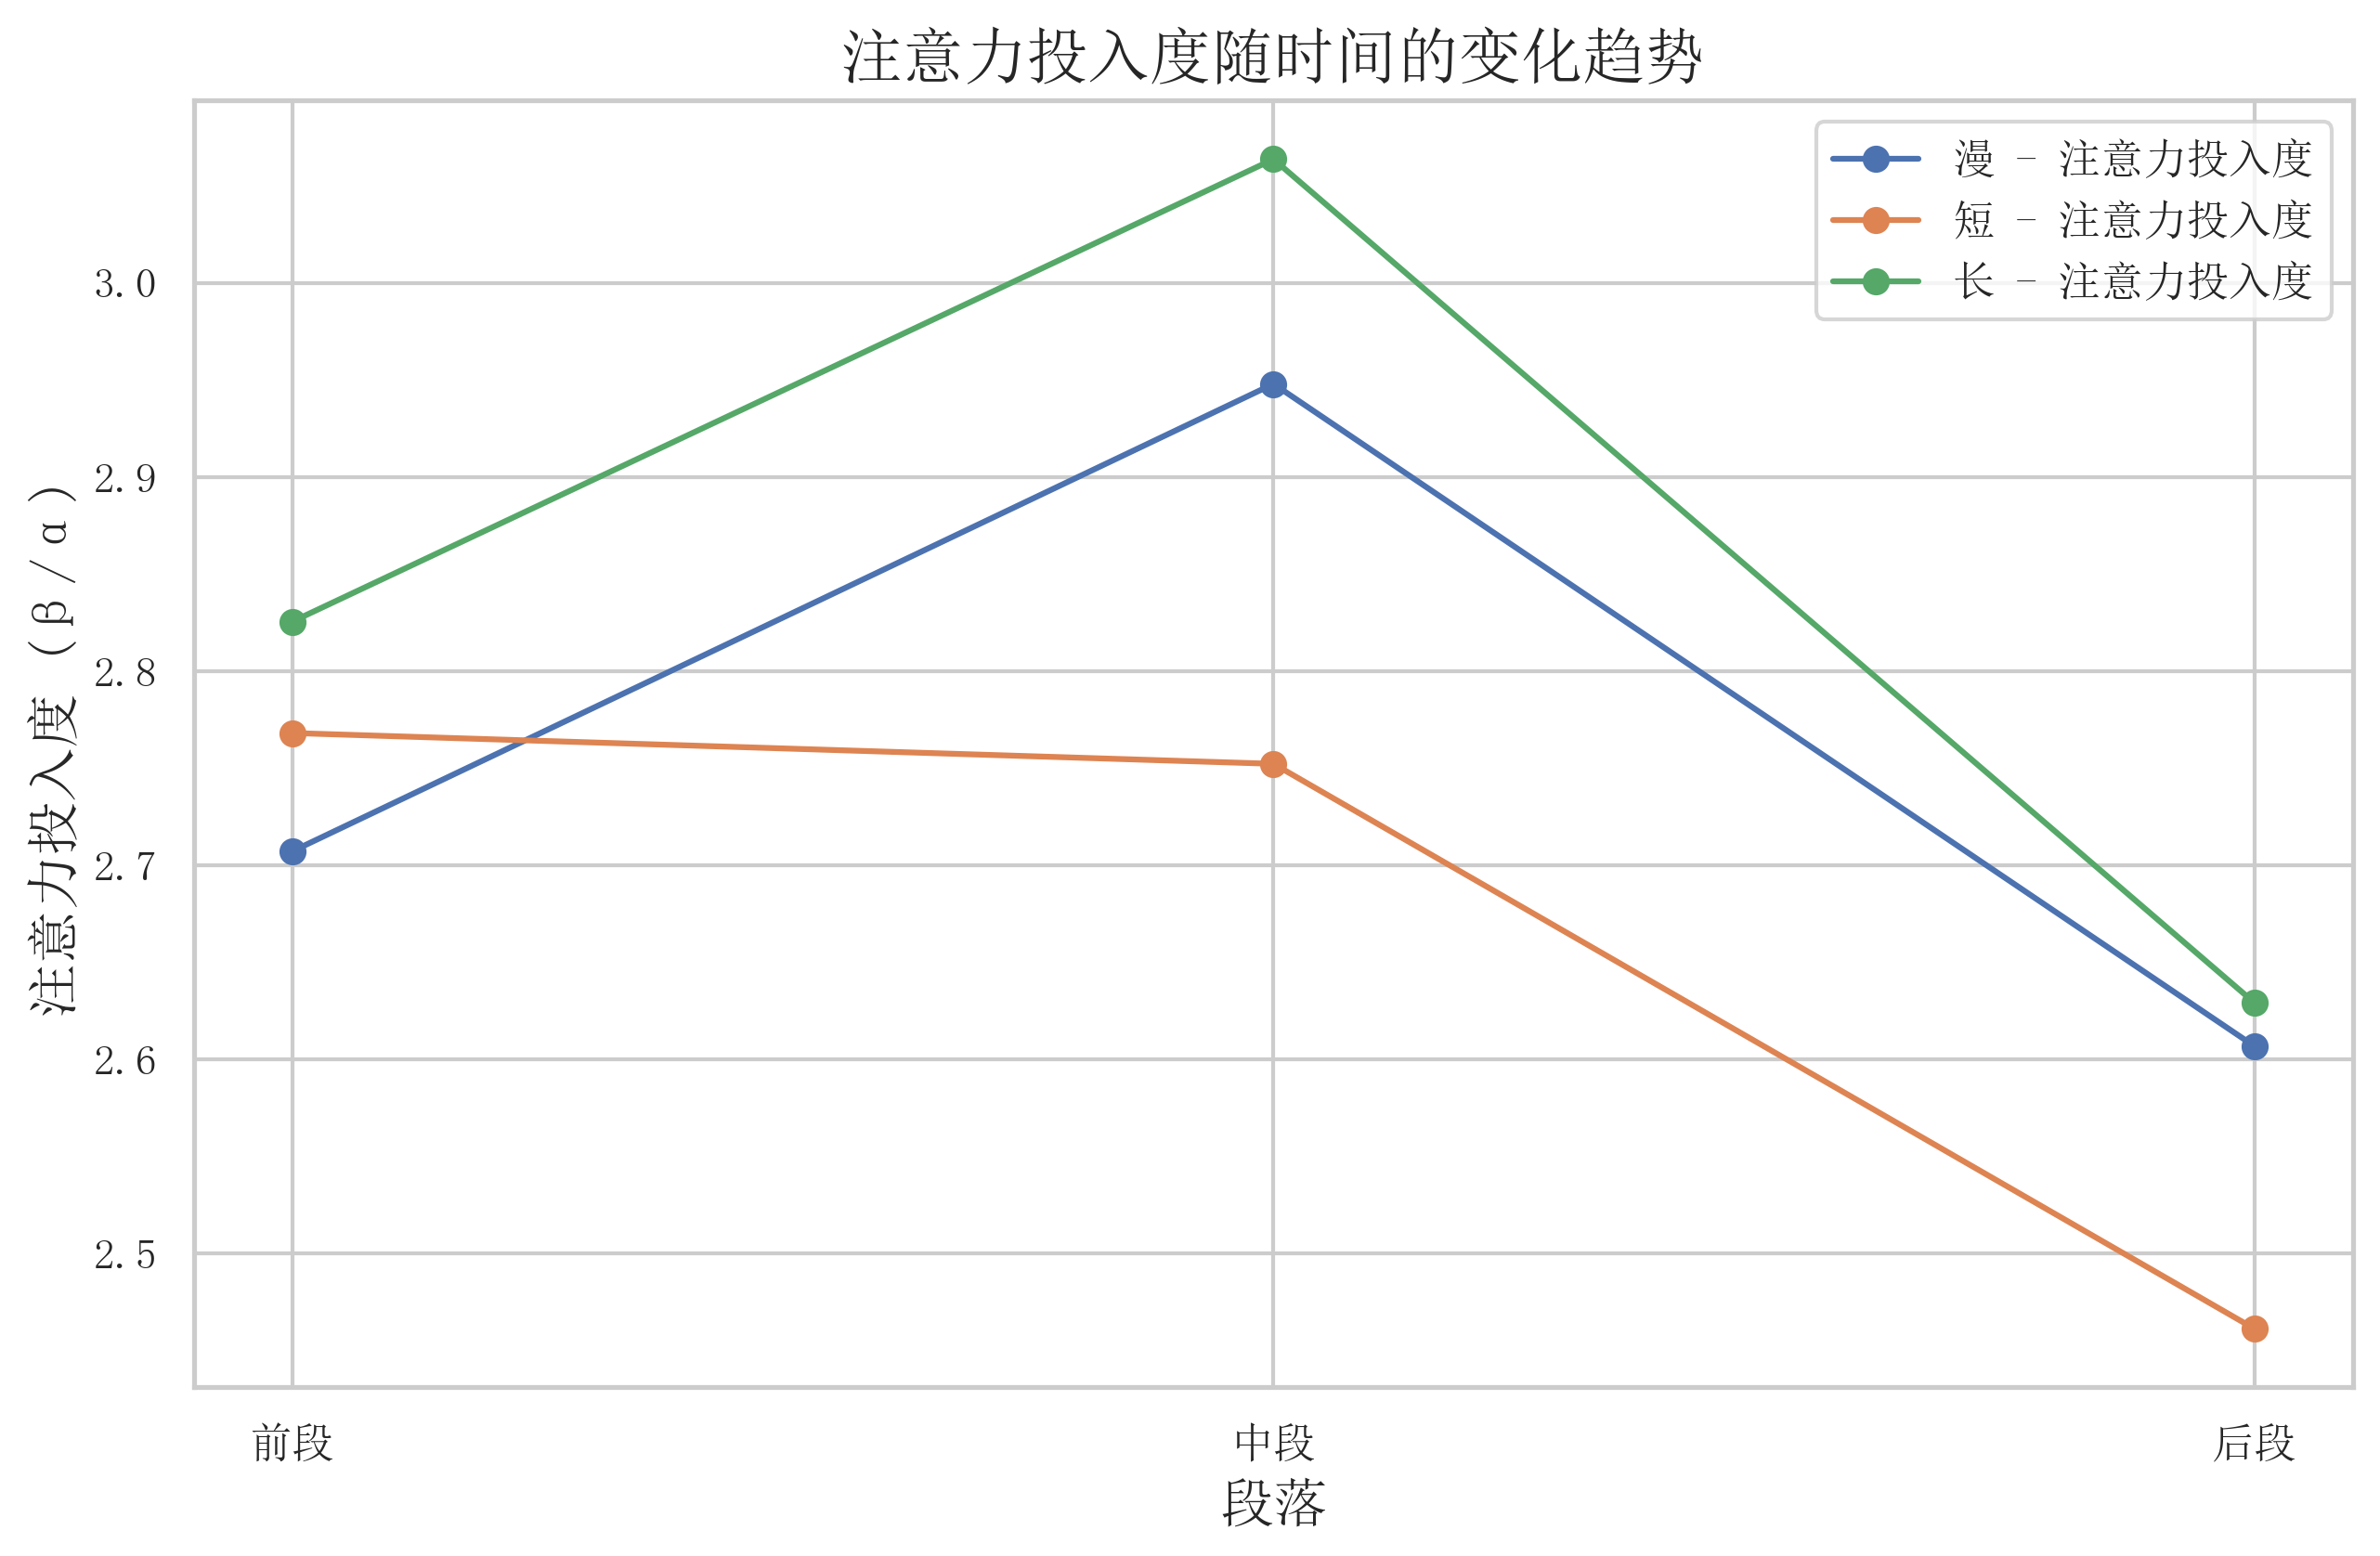 注意力投入度随时间的变化趋势
漫 - 注意力投入度
短 - 注意力投入度
长 - 注意力投入度
注意力投入度（β/α）
3.0
2.9
2.8
2.7
2.6
2.5
前段
中段
后段
段落